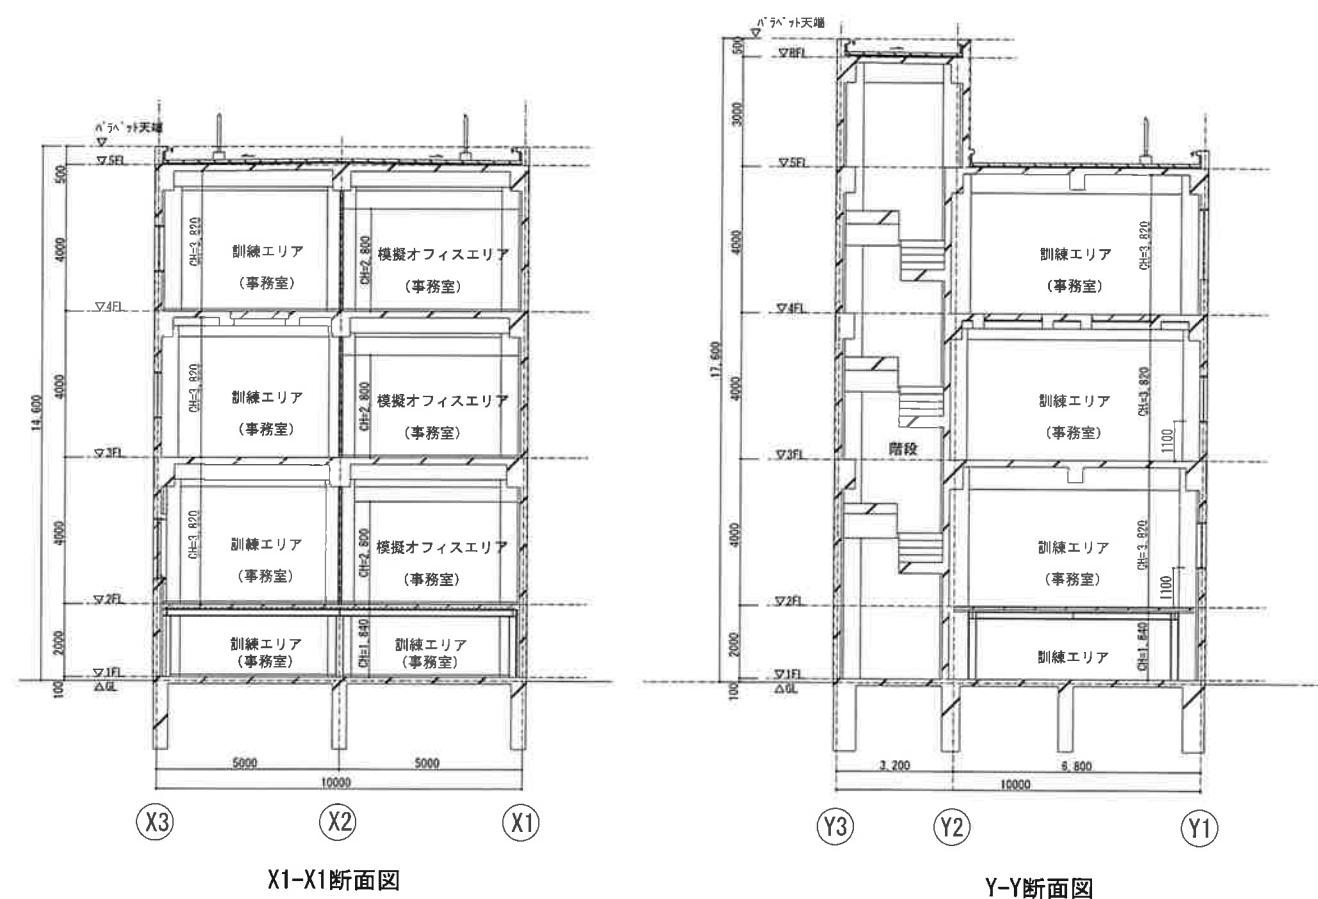 パラペット天端
▽5FL
500
4000
14,600
CH=3,820
訓練エリア
(事務室)
CH=2,800
模擬オフィスエリア
(事務室)
▽4FL
4000
CH=3,820
訓練エリア
(事務室)
CH=2,800
模擬オフィスエリア
(事務室)
▽3FL
4000
CH=3,820
訓練エリア
(事務室)
CH=2,800
模擬オフィスエリア
(事務室)
▽2FL
2000
訓練エリア
(事務室)
CH=1,840
訓練エリア
(事務室)
▽1FL
100
△GL
5000
5000
10000
X3
X2
X1
X1-X1断面図
パラペット天端
500
▽RFL
3000
17,600
▽5FL
4000
訓練エリア
(事務室)
CH=3,820
▽4FL
4000
訓練エリア
(事務室)
CH=3,820
1100
階段
▽3FL
4000
訓練エリア
(事務室)
CH=3,820
1100
▽2FL
2000
訓練エリア
CH=1,840
▽1FL
100
△GL
3,200
6,800
10000
Y3
Y2
Y1
Y-Y断面図